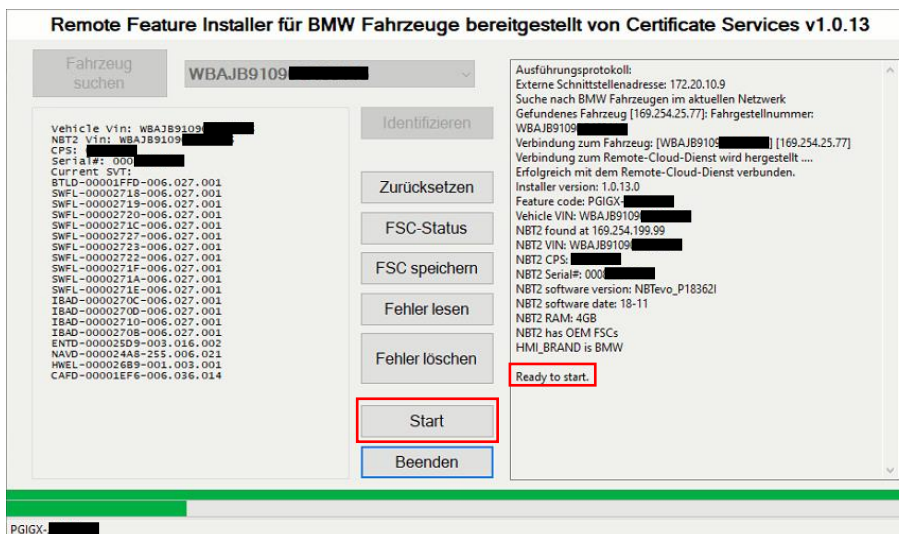 Remote Feature Installer für BMW Fahrzeuge bereitgestellt von Certificate Services v1.0.13
Fahrzeug
suchen
WBAJB9109
Identifizieren
Zurücksetzen
FSC-Status
FSC speichern
Fehler lesen
Fehler löschen
Start
Beenden
Vehicle Vin: WBAJB9109
NBT2 Vin: WBAJB9109
CPS:
Serial#: 000
Current SVT:
BTLD-00001FFD-006.027.001
SWFL-00002718-006.027.001
SWFL-00002719-006.027.001
SWFL-00002720-006.027.001
SWFL-0000271C-006.027.001
SWFL-00002727-006.027.001
SWFL-00002723-006.027.001
SWFL-00002722-006.027.001
SWFL-0000271F-006.027.001
SWFL-0000271A-006.027.001
SWFL-0000271E-006.027.001
IBAD-0000270C-006.027.001
IBAD-0000270D-006.027.001
IBAD-00002710-006.027.001
IBAD-0000270B-006.027.001
ENTD-000025D9-003.016.002
NAVD-000024A8-255.006.021
HWEL-000026B9-001.003.001
CAFD-00001EF6-006.036.014
Ausführungsprotokoll:
Externe Schnittstellenadresse: 172.20.10.9
Suche nach BMW Fahrzeugen im aktuellen Netzwerk
Gefundenes Fahrzeug [169.254.25.77]: Fahrgestellnummer:
WBAJB9109
Verbindung zum Fahrzeug: [WBAJB9109 ] [169.254.25.77]
Verbindung zum Remote-Cloud-Dienst wird hergestellt ....
Erfolgreich mit dem Remote-Cloud-Dienst verbunden.
Installer version: 1.0.13.0
Feature code: PGIGX-
Vehicle VIN: WBAJB9109
NBT2 found at 169.254.199.99
NBT2 VIN: WBAJB9109
NBT2 CPS:
NBT2 Serial#: 000
NBT2 software version: NBTevo_P18362I
NBT2 software date: 18-11
NBT2 RAM: 4GB
NBT2 has OEM FSCs
HMI_BRAND is BMW
Ready to start.
PGIGX-